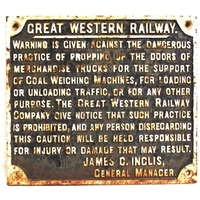 GREAT WESTERN RAILWAY.
WARNING IS GIVEN AGAINST THE DANGEROUS
PRACTICE OF PROPPING UP THE DOORS OF
MERCHANDISE TRUCKS FOR THE SUPPORT
OF COAL WEIGHING MACHINES, FOR LOADING
OR UNLOADING TRAFFIC, OR FOR ANY OTHER
PURPOSE. THE GREAT WESTERN RAILWAY
COMPANY GIVE NOTICE THAT SUCH PRACTICE
IS PROHIBITED, AND ANY PERSON DISREGARDING
THIS CAUTION WILL BE HELD RESPONSIBLE
FOR INJURY OR DAMAGE THAT MAY RESULT.
JAMES C. INGLIS,
GENERAL MANAGER.